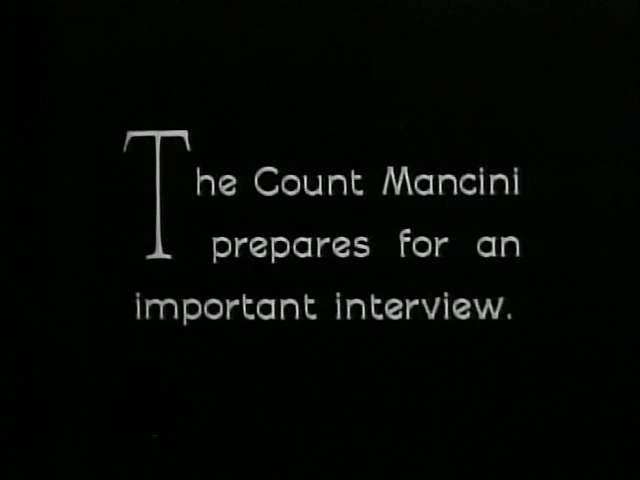 The Count Mancini
prepares for an
important interview.